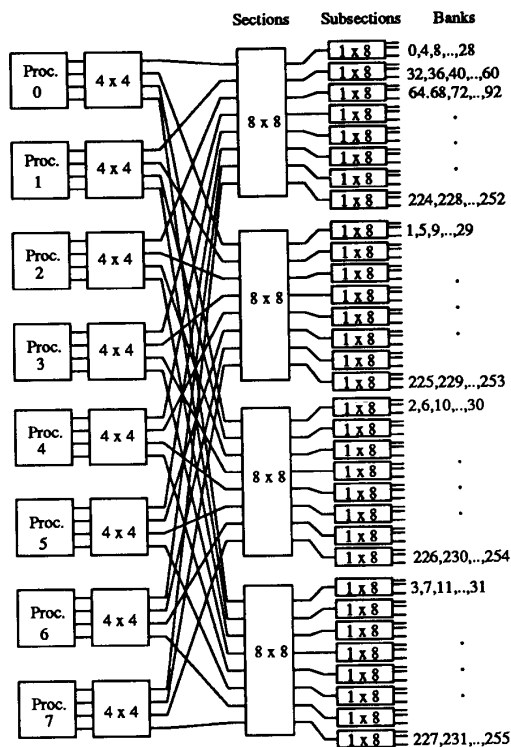 Sections Subsections Banks
Proc. 0
4 x 4
Proc. 1
4 x 4
Proc. 2
4 x 4
Proc. 3
4 x 4
Proc. 4
4 x 4
Proc. 5
4 x 4
Proc. 6
4 x 4
Proc. 7
4 x 4
8 x 8
1 x 8 0,4,8,..,28
1 x 8 32,36,40,..,60
1 x 8 64.68,72,..,92
1 x 8
1 x 8
1 x 8
1 x 8
1 x 8 224,228,..,252
8 x 8
1 x 8 1,5,9,..,29
1 x 8
1 x 8
1 x 8
1 x 8
1 x 8
1 x 8
1 x 8 225,229,..,253
8 x 8
1 x 8 2,6,10,..,30
1 x 8
1 x 8
1 x 8
1 x 8
1 x 8
1 x 8
1 x 8 226,230,..,254
8 x 8
1 x 8 3,7,11,..,31
1 x 8
1 x 8
1 x 8
1 x 8
1 x 8
1 x 8
1 x 8 227,231,..,255